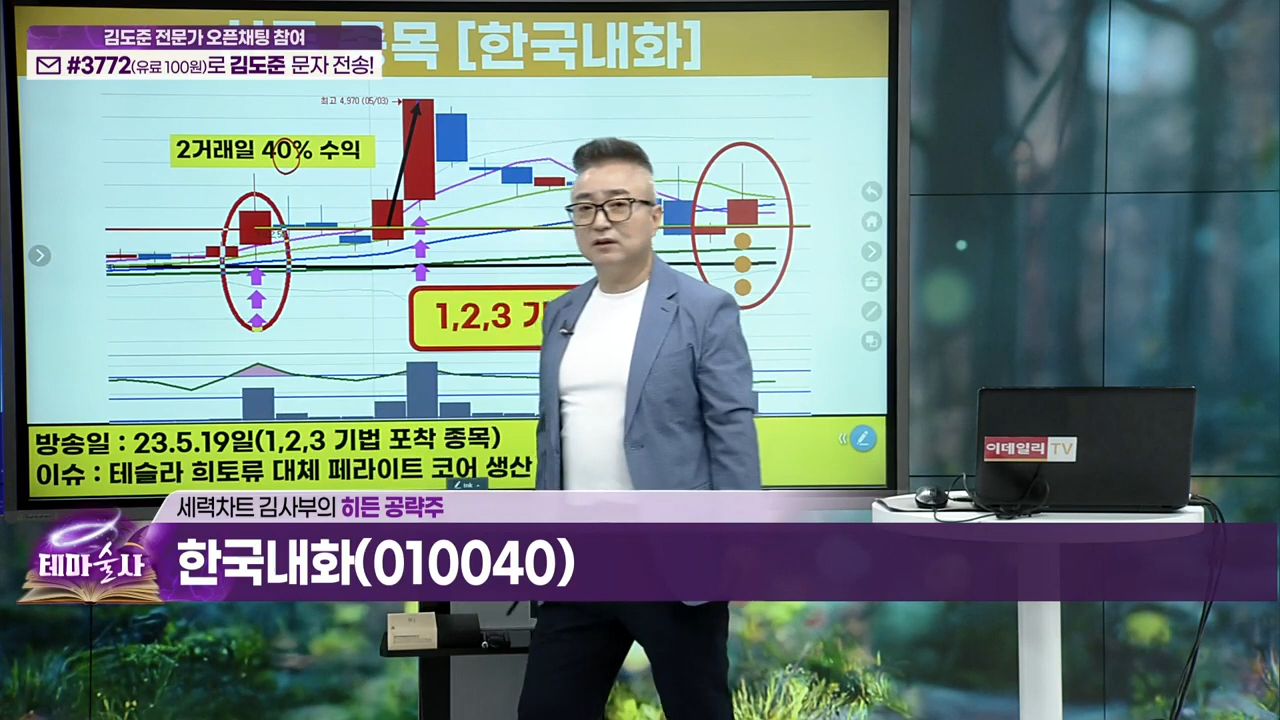 김도준 전문가 오픈채팅 참여
#3772(유료 100원)로 김도준 문자 전송!
[한국내화]
최고 4,970 (05/03)
2거래일 40% 수익
1,2,3
방송일 : 23.5.19일(1,2,3 기법 포착 종목)
이슈 : 테슬라 희토류 대체 페라이트 코어 생산
이데일리 TV
세력차트 김사부의 히든 공략주
테마술사
한국내화(010040)